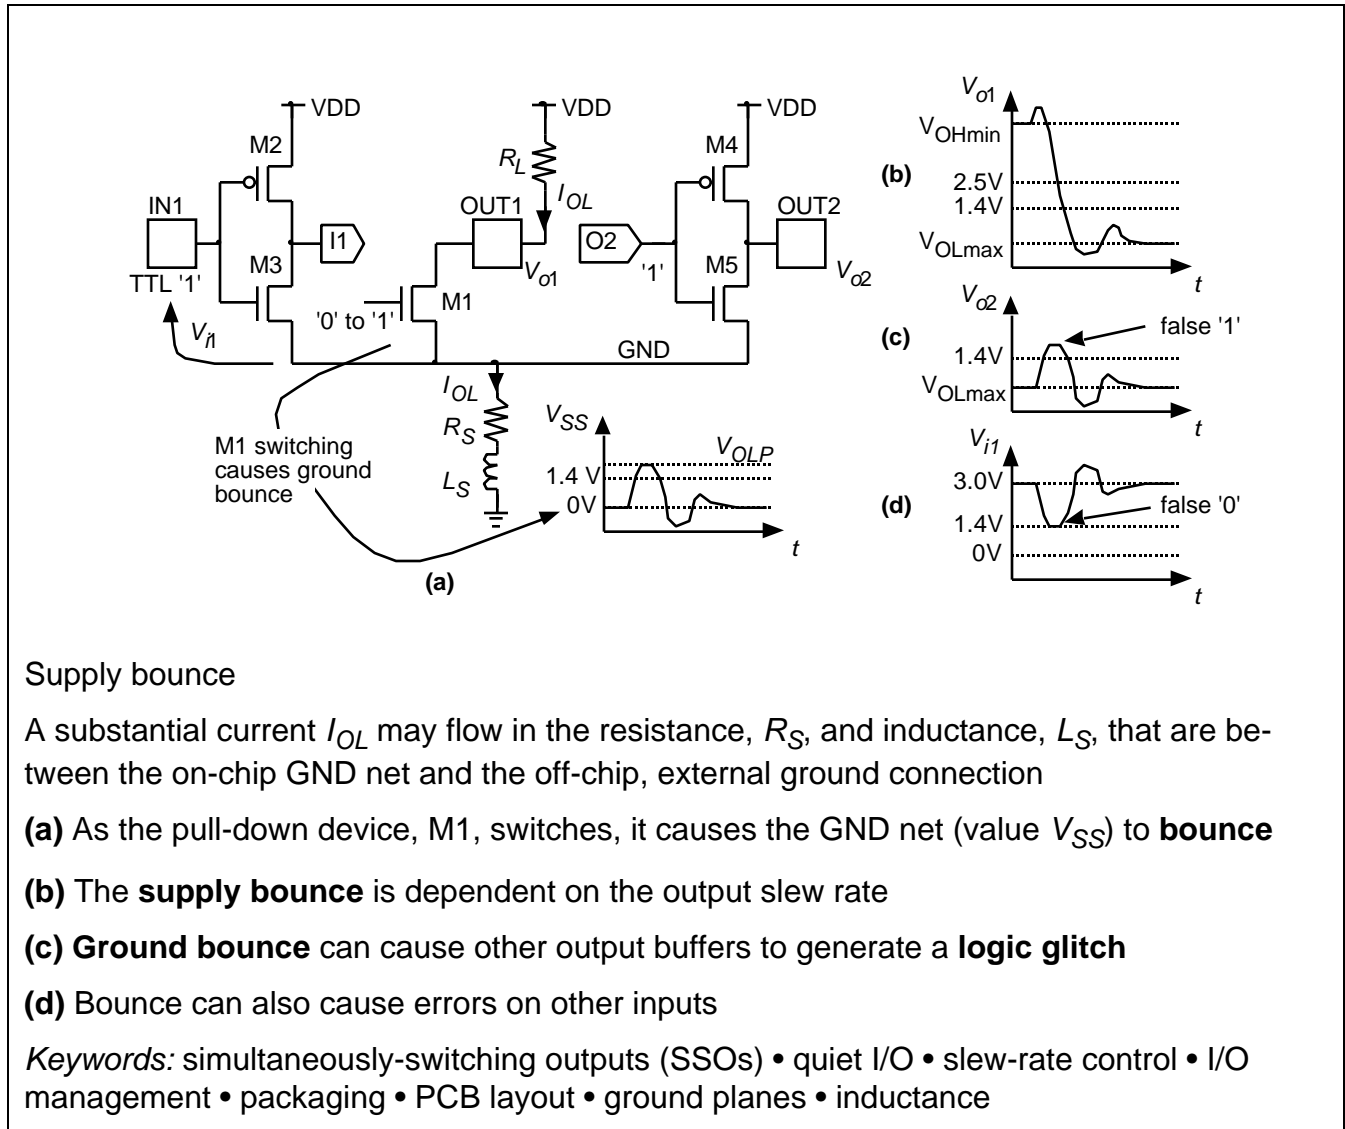 VDD
VDD
VDD
M2
R_L
M4
I_OL
IN1
OUT1
OUT2
I1
O2
M3
'1'
M5
TTL '1'
V_o1
V_o2
M1
V_i1
'0' to '1'
GND
I_OL
R_S
L_S
M1 switching
causes ground
bounce
V_SS
V_OLP
1.4 V
0V
t
(a)
V_o1
V_OHmin
(b)
2.5V
1.4V
V_OLmax
t
V_o2
false '1'
(c)
1.4V
V_OLmax
t
V_i1
3.0V
false '0'
(d)
1.4V
0V
t
Supply bounce
A substantial current I_OL may flow in the resistance, R_S, and inductance, L_S, that are be-
tween the on-chip GND net and the off-chip, external ground connection
(a) As the pull-down device, M1, switches, it causes the GND net (value V_SS) to bounce
(b) The supply bounce is dependent on the output slew rate
(c) Ground bounce can cause other output buffers to generate a logic glitch
(d) Bounce can also cause errors on other inputs
Keywords: simultaneously-switching outputs (SSOs) • quiet I/O • slew-rate control • I/O
management • packaging • PCB layout • ground planes • inductance